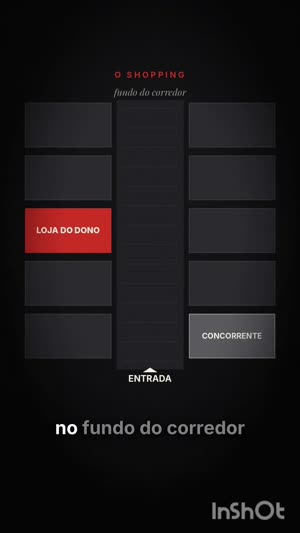 O SHOPPING
fundo do corredor
LOJA DO DONO
CONCORRENTE
ENTRADA
no fundo do corredor
InShOt